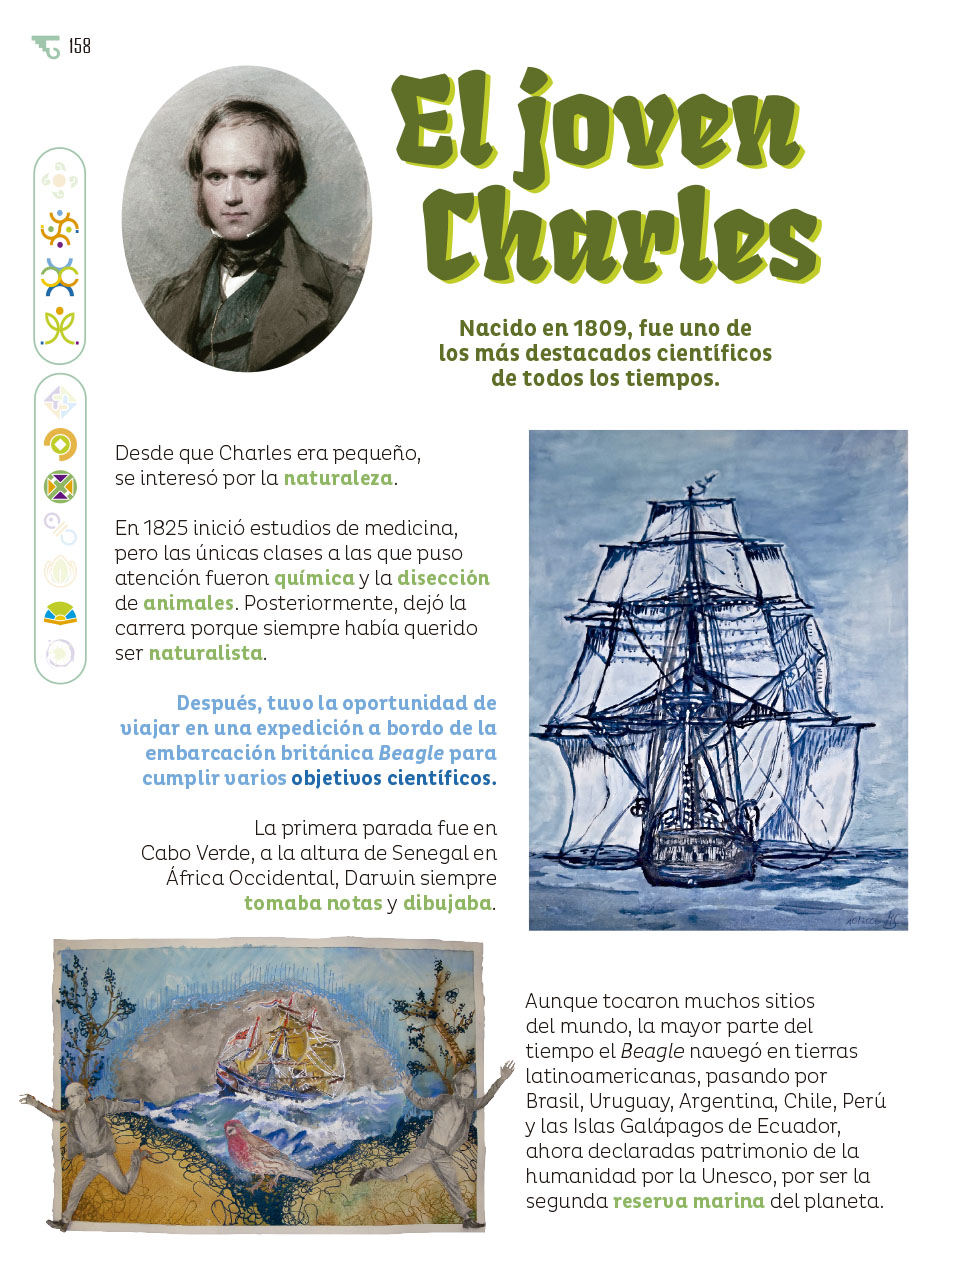 158
El joven
Charles
Nacido en 1809, fue uno de
los más destacados científicos
de todos los tiempos.
Desde que Charles era pequeño,
se interesó por la naturaleza.
En 1825 inició estudios de medicina,
pero las únicas clases a las que puso
atención fueron química y la disección
de animales. Posteriormente, dejó la
carrera porque siempre había querido
ser naturalista.
Después, tuvo la oportunidad de
viajar en una expedición a bordo de la
embarcación británica Beagle para
cumplir varios objetivos científicos.
La primera parada fue en
Cabo Verde, a la altura de Senegal en
África Occidental, Darwin siempre
tomaba notas y dibujaba.
Aunque tocaron muchos sitios
del mundo, la mayor parte del
tiempo el Beagle navegó en tierras
latinoamericanas, pasando por
Brasil, Uruguay, Argentina, Chile, Perú
y las Islas Galápagos de Ecuador,
ahora declaradas patrimonio de la
humanidad por la Unesco, por ser la
segunda reserva marina del planeta.